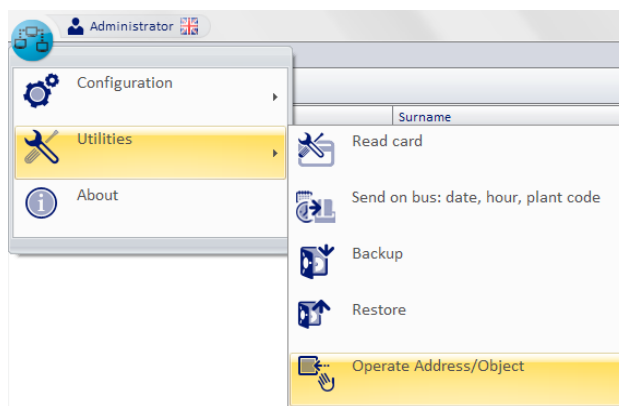 Administrator
Configuration
Surname
Utilities
Read card
About
Send on bus: date, hour, plant code
Backup
Restore
Operate Address/Object